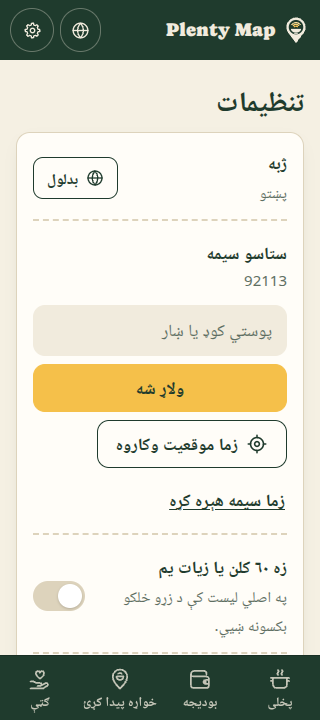 Plenty Map
تنظیمات
ژبه
پښتو
بدلول
ستاسو سیمه
92113
پوستي کوډ یا ښار
ولاړ شه
زما موقعیت وکاروه
زما سیمه هېره کړه
زه ٦٠ کلن یا زیات یم
په اصلي لیست کې د زړو خلکو
بکسونه ښیي.
پخلی
بودیجه
خواړه پیدا کړئ
ګټې